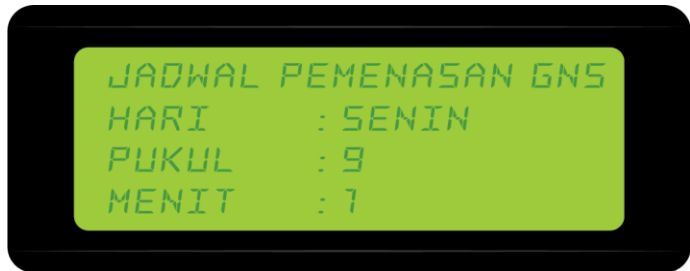 JADWAL PEMENASAN GNS
HARI : SENIN
PUKUL : 9
MENIT : 1